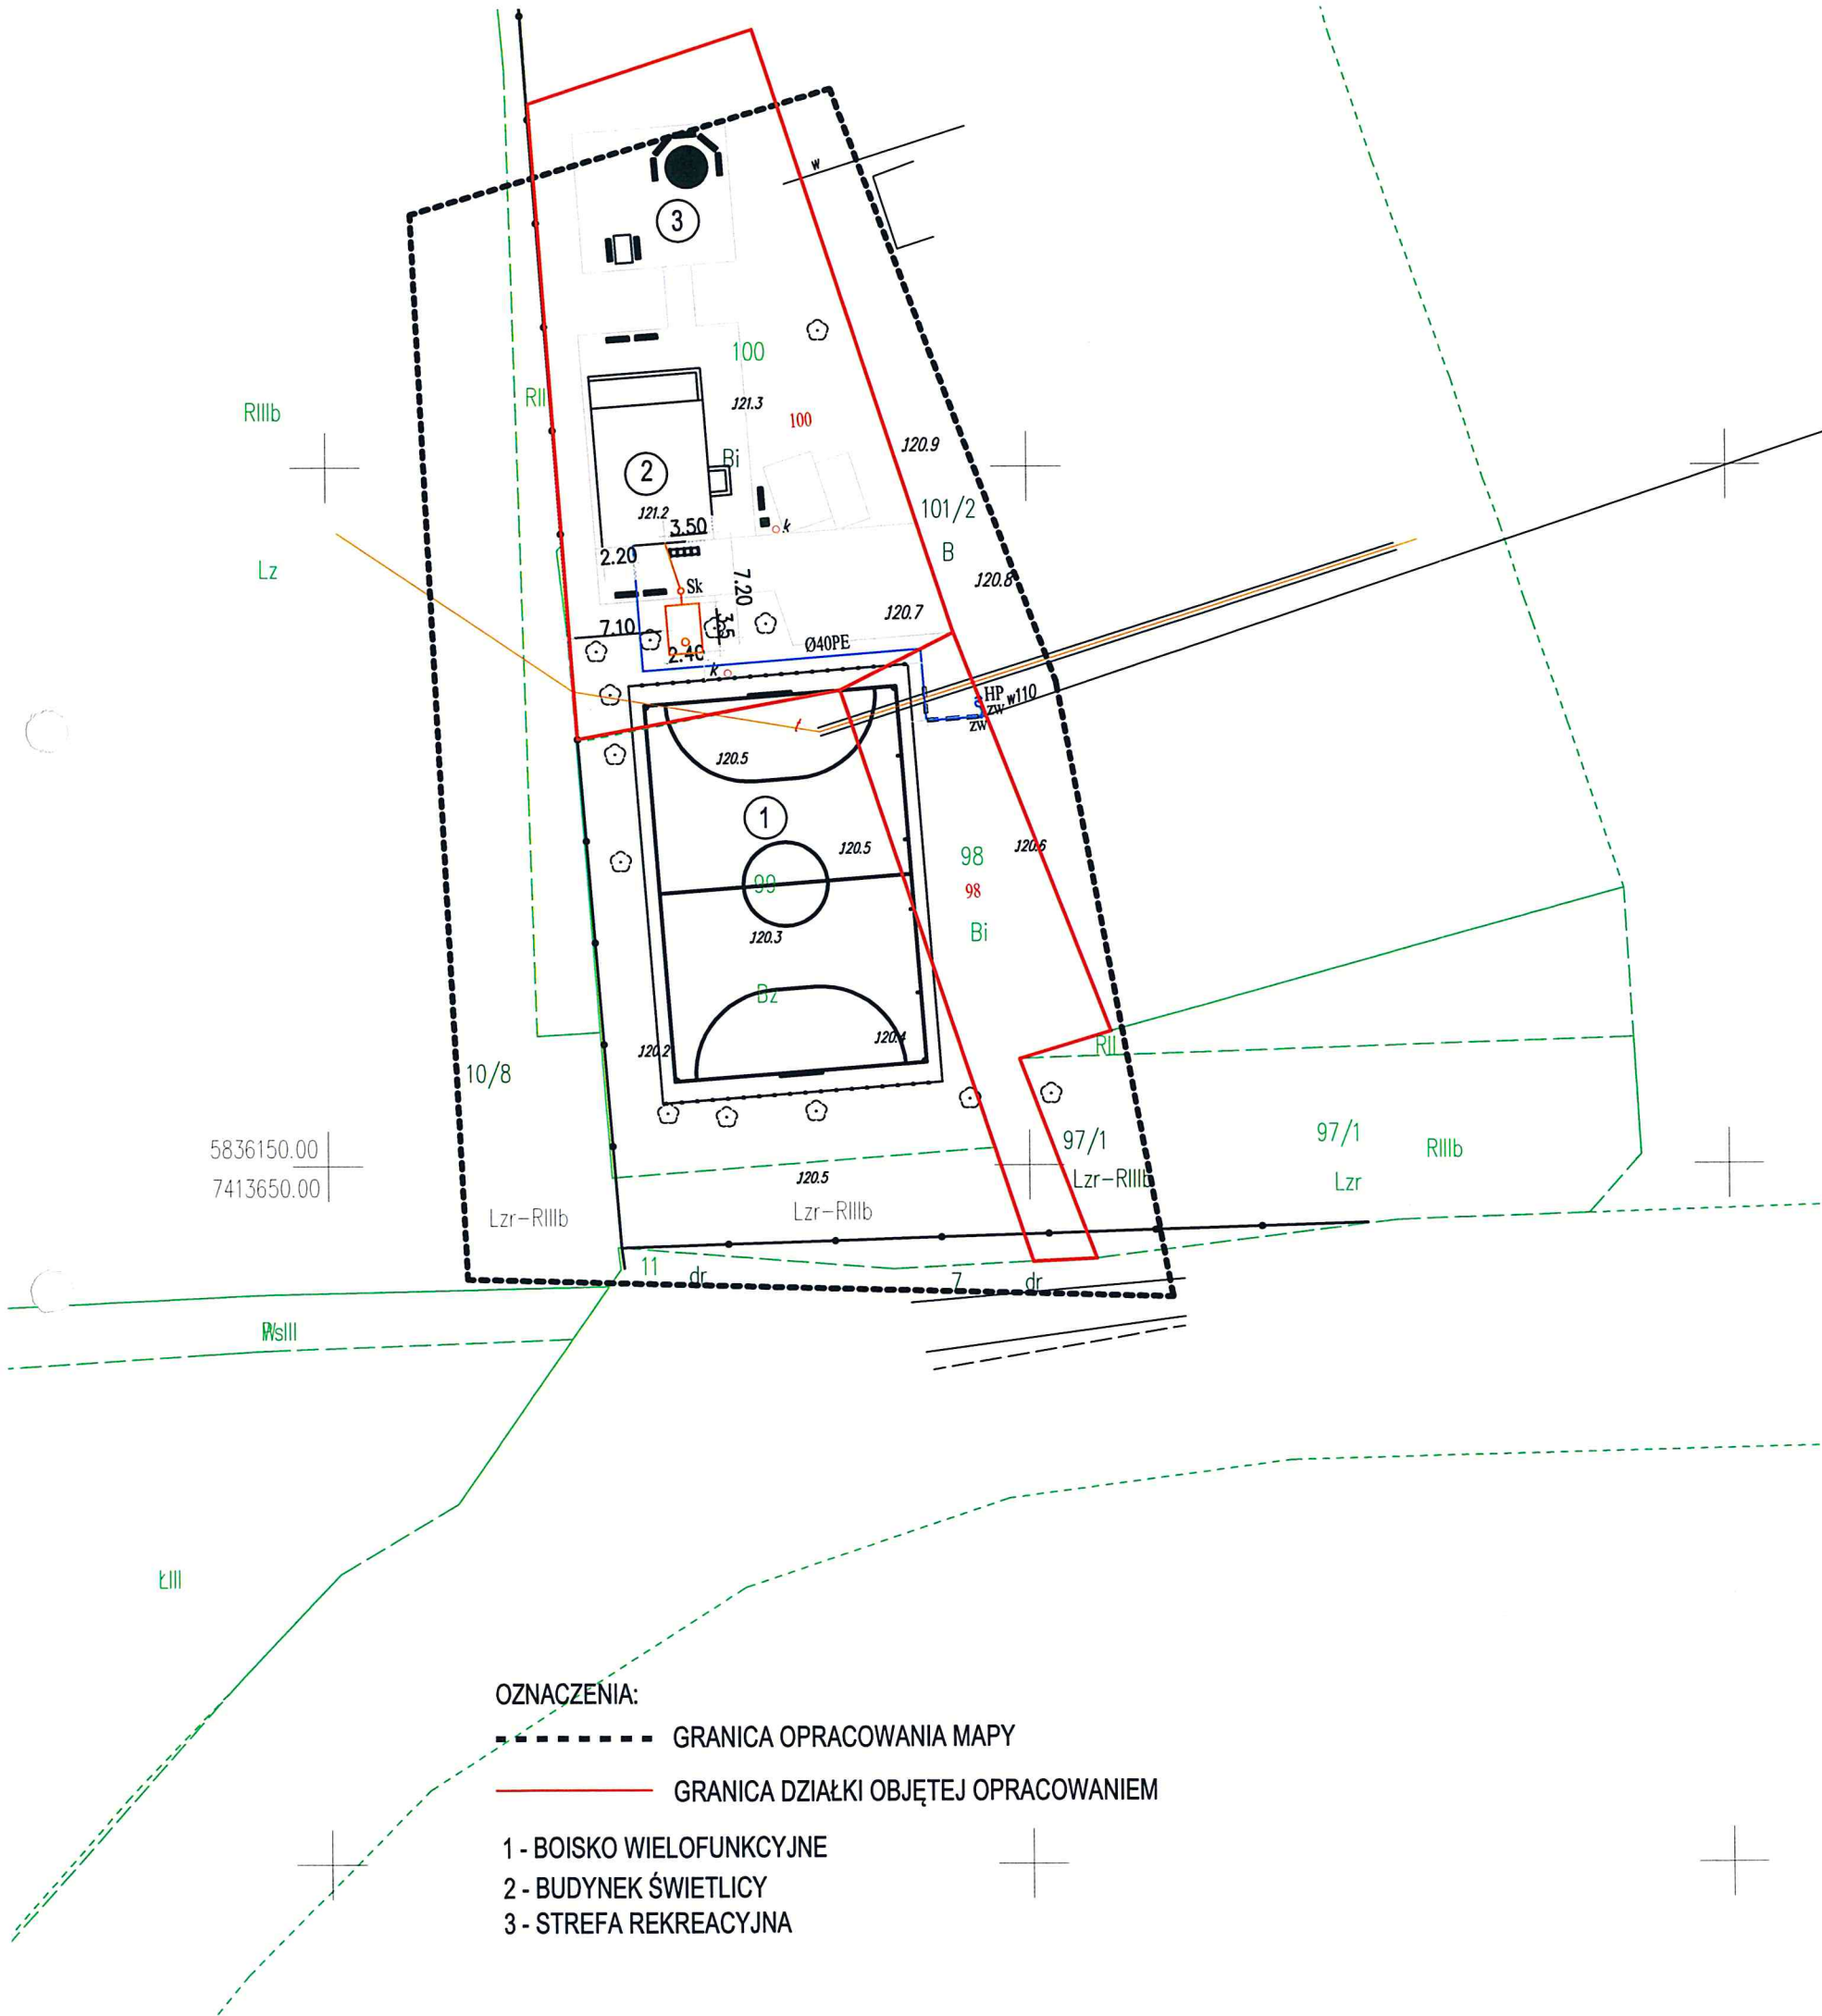 w
3
100
RIIIb
RII
121.3
100
120.9
Bi
2
121.2
3.50
k
101/2
B
Lz
2.20
Sk
7.20
120.8
7.10
3.5
120.7
2.40
k
Ø40PE
HP w110
zw
zw
t
120.5
1
120.5
98
120.6
99
98
120.3
Bi
Bz
120.2
120.4
RII
10/8
5836150.00
7413650.00
97/1
97/1
RIIIb
Lzr-RIIIb
Lzr
120.5
Lzr-RIIIb
Lzr-RIIIb
11
dr
7
dr
PsIII
ŁIII
OZNACZENIA:
GRANICA OPRACOWANIA MAPY
GRANICA DZIAŁKI OBJĘTEJ OPRACOWANIEM
1 - BOISKO WIELOFUNKCYJNE
2 - BUDYNEK ŚWIETLICY
3 - STREFA REKREACYJNA